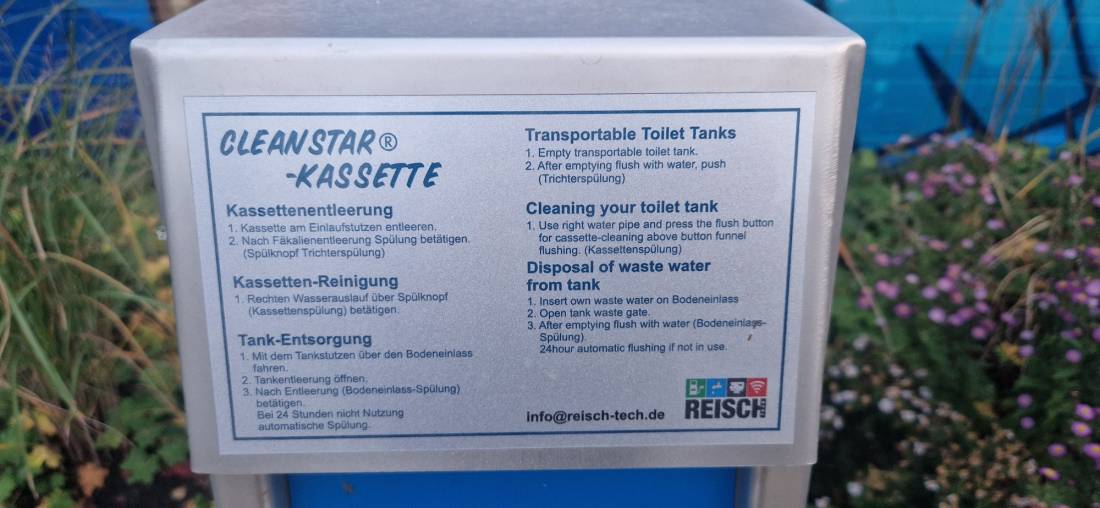 CLEANSTAR®
-KASSETTE
Kassettenentleerung
1. Kassette am Einlaufstutzen entleeren.
2. Nach Fäkalienentleerung Spülung betätigen.
(Spülknopf Trichterspülung)
Kassetten-Reinigung
1. Rechten Wasserauslauf über Spülknopf
(Kassettenspülung) betätigen.
Tank-Entsorgung
1. Mit dem Tankstutzen über den Bodeneinlass
fahren.
2. Tankentleerung öffnen.
3. Nach Entleerung (Bodeneinlass-Spülung)
betätigen.
Bei 24 Stunden nicht Nutzung
automatische Spülung.
Transportable Toilet Tanks
1. Empty transportable toilet tank.
2. After emptying flush with water, push
(Trichterspülung)
Cleaning your toilet tank
1. Use right water pipe and press the flush button
for cassette-cleaning above button funnel
flushing. (Kassettenspülung)
Disposal of waste water
from tank
1. Insert own waste water on Bodeneinlass
2. Open tank waste gate.
3. After emptying flush with water (Bodeneinlass-
Spülung).
24hour automatic flushing if not in use.
info@reisch-tech.de
REISCH